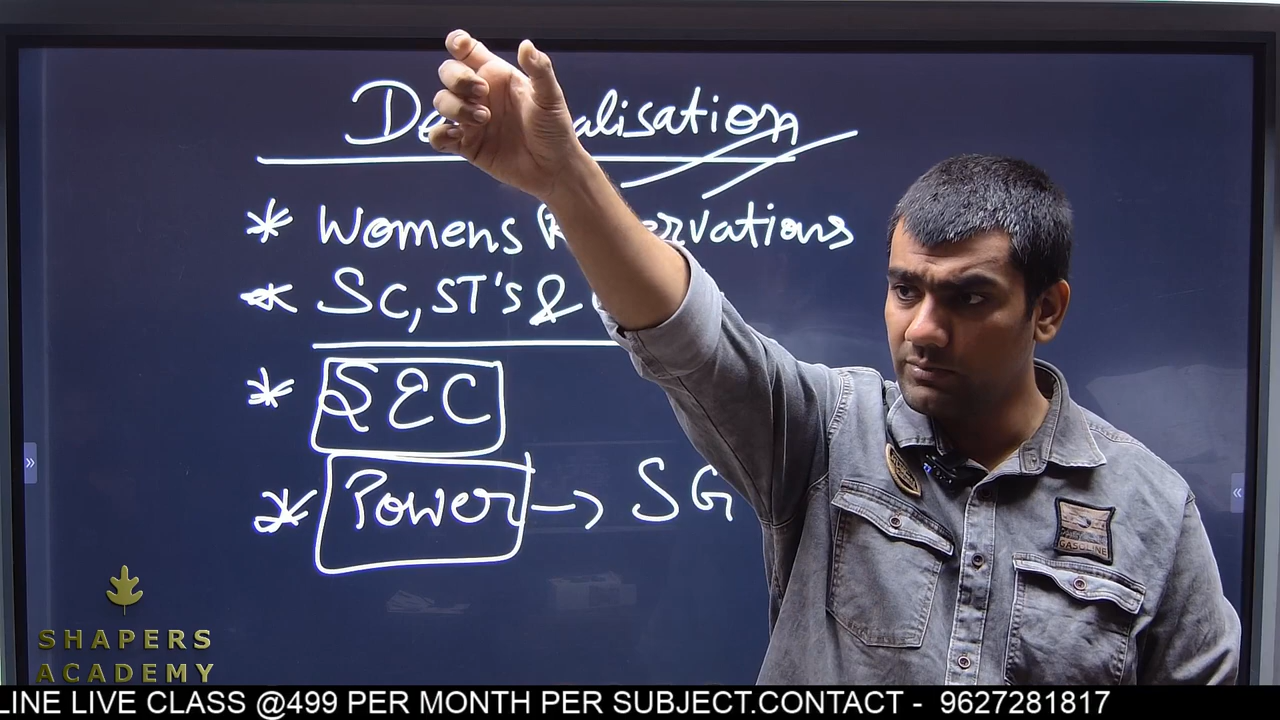 alisation
* Womens ervations
* SC, ST's &
* SEC
* Power → SG
»
«
GASOLINE
SHAPERS
ACADEMY
LINE LIVE CLASS @499 PER MONTH PER SUBJECT.CONTACT - 9627281817